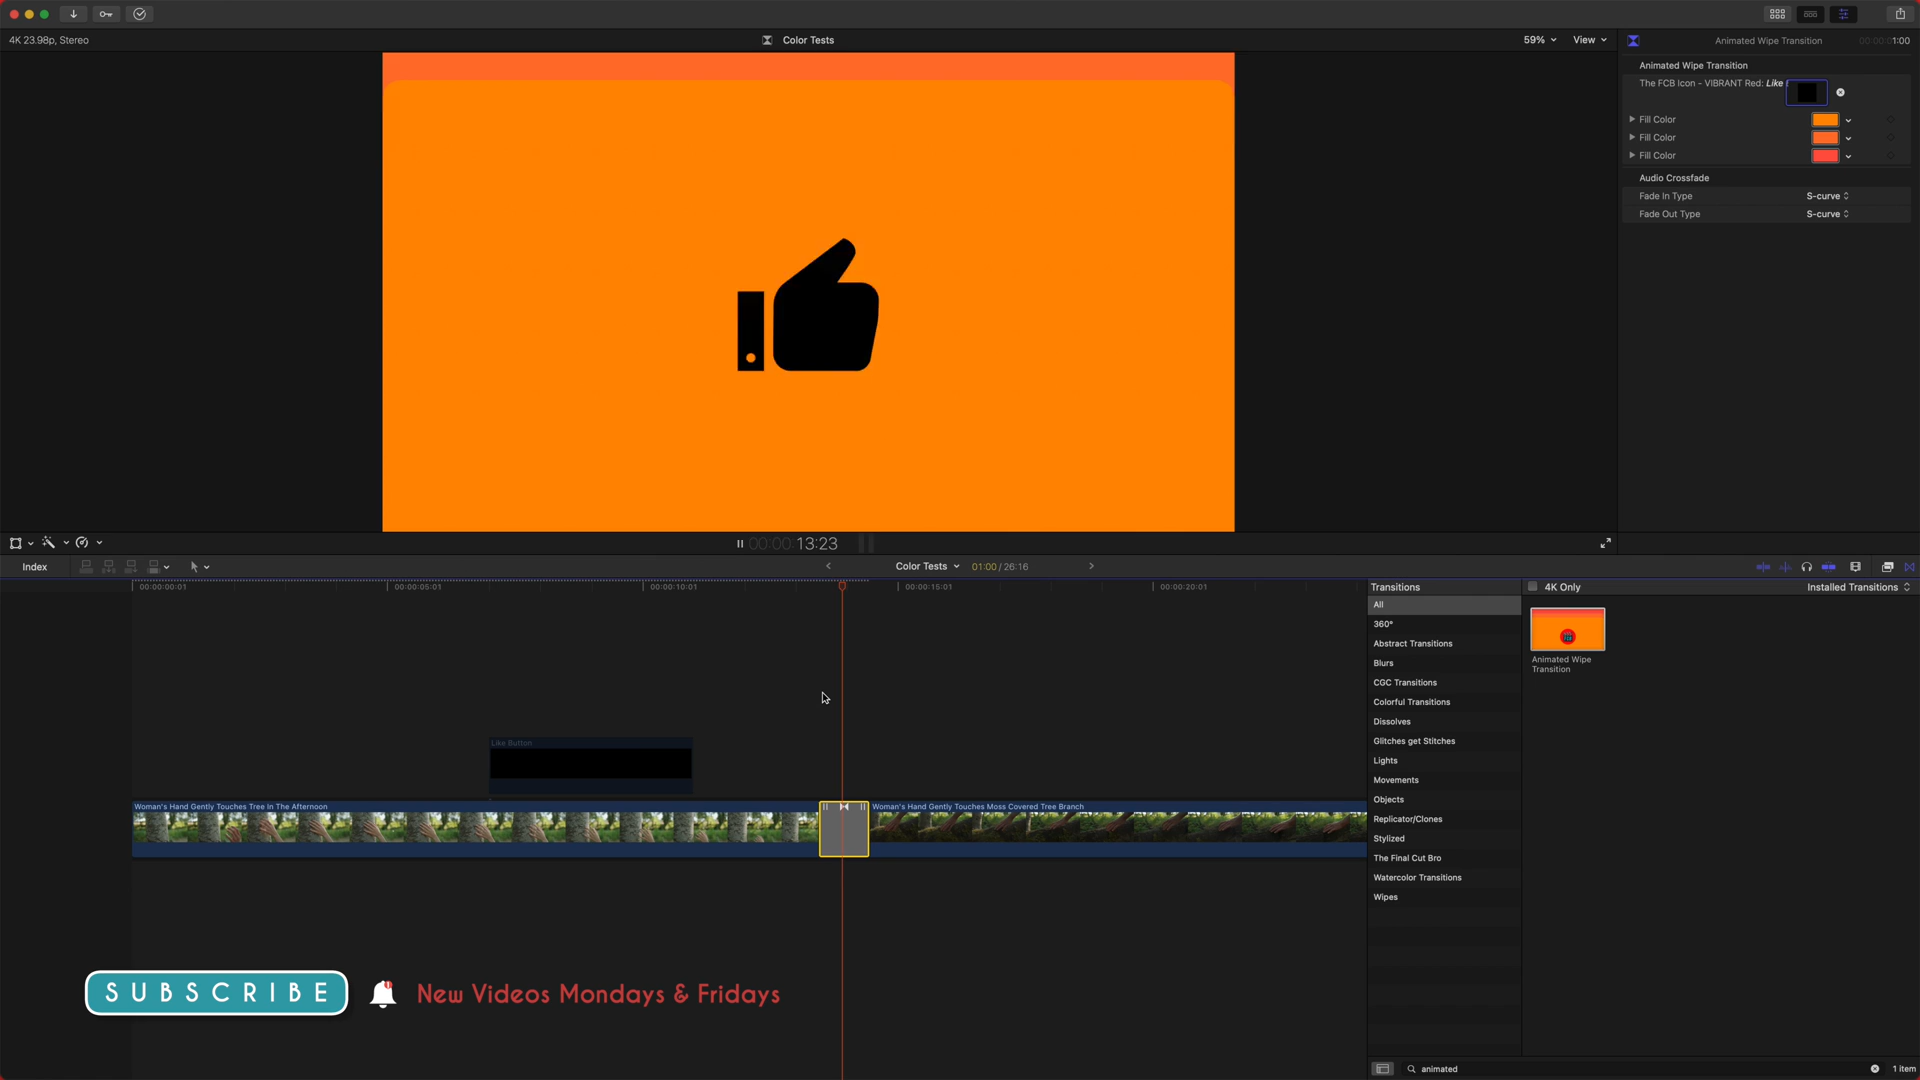 4K 23.98p, Stereo
Color Tests
59%
View
Animated Wipe Transition
00:00:01:00
Animated Wipe Transition
The FCB Icon - VIBRANT Red: Like
Fill Color
Fill Color
Fill Color
Audio Crossfade
Fade In Type
S-curve
Fade Out Type
S-curve
00:00:13:23
Index
Color Tests
01:00 / 26:16
00:00:00:01
00:00:05:01
00:00:10:01
00:00:15:01
00:00:20:01
Like Button
Woman's Hand Gently Touches Tree In The Afternoon
Woman's Hand Gently Touches Moss Covered Tree Branch
Transitions
All
360°
Abstract Transitions
Blurs
CGC Transitions
Colorful Transitions
Dissolves
Glitches get Stitches
Lights
Movements
Objects
Replicator/Clones
Stylized
The Final Cut Bro
Watercolor Transitions
Wipes
4K Only
Installed Transitions
Animated Wipe
Transition
SUBSCRIBE
New Videos Mondays & Fridays
animated
1 item